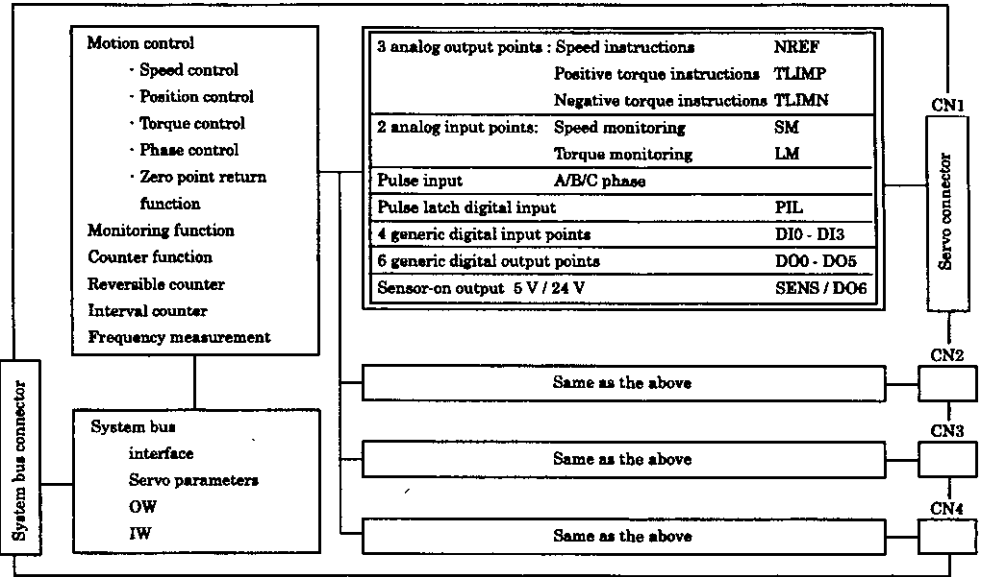 Motion control
· Speed control
· Position control
· Torque control
· Phase control
· Zero point return
function
Monitoring function
Counter function
Reversible counter
Interval counter
Frequency measurement
3 analog output points : Speed instructions NREF
Positive torque instructions TLIMP
Negative torque instructions TLIMN
2 analog input points: Speed monitoring SM
Torque monitoring LM
Pulse input A/B/C phase
Pulse latch digital input PIL
4 generic digital input points DI0 - DI3
6 generic digital output points DO0 - DO5
Sensor-on output 5 V / 24 V SENS / DO6
CN1
Servo connector
CN2
Same as the above
CN3
Same as the above
CN4
Same as the above
System bus connector
System bus
interface
Servo parameters
OW
IW